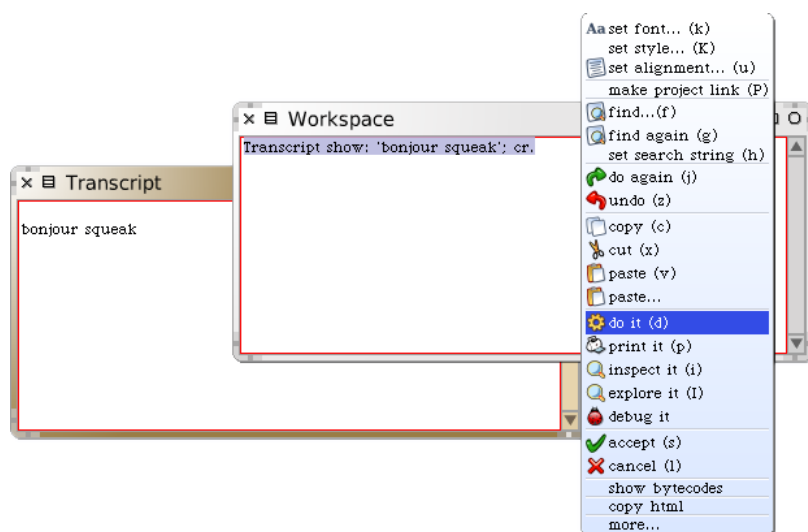 Transcript
bonjour squeak
Workspace
Transcript show: 'bonjour squeak'; cr.
Aa set font... (k)
set style... (K)
set alignment... (u)
make project link (P)
find...(f)
find again (g)
set search string (h)
do again (j)
undo (z)
copy (c)
cut (x)
paste (v)
paste...
do it (d)
print it (p)
inspect it (i)
explore it (I)
debug it
accept (s)
cancel (l)
show bytecodes
copy html
more...